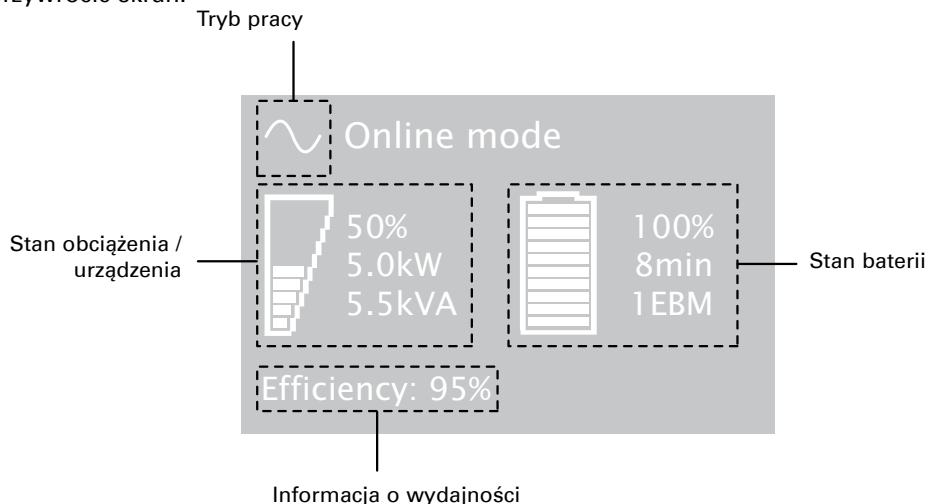 ekran.
Tryb pracy
Online mode
Stan obciążenia /
urządzenia
50%
5.0kW
5.5kVA
100%
8min
1EBM
Stan baterii
Efficiency: 95%
Informacja o wydajności